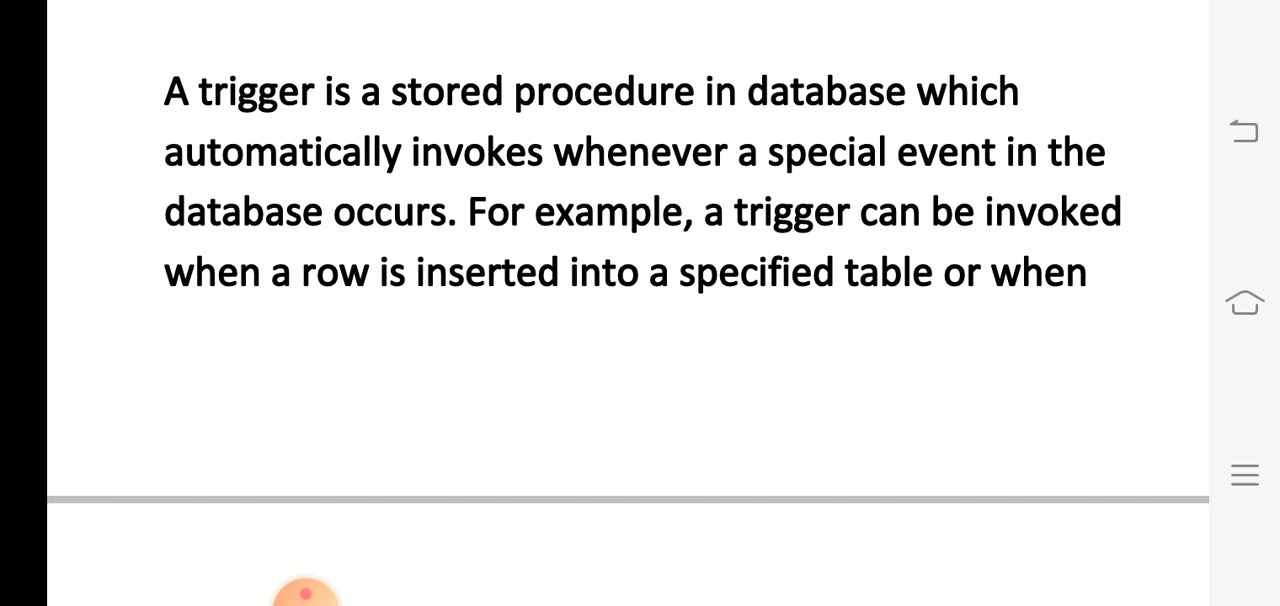 A trigger is a stored procedure in database which
automatically invokes whenever a special event in the
database occurs. For example, a trigger can be invoked
when a row is inserted into a specified table or when